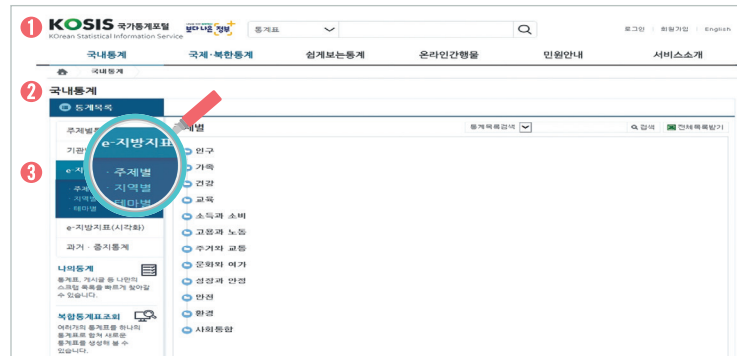 1
KOSIS 국가통계포털
KOrean Statistical Information Service
보다나은 정부
통계표
로그인 회원가입 English
국내통계 국제·북한통계 쉽게보는통계 온라인간행물 민원안내 서비스소개
국내통계
2
국내통계
통계목록
주제별
기관
통계목록검색
검색 전체목록받기
e-지방지표
3
· 주제별
· 지역별
· 테마별
e-지
· 주제
· 지역별
· 테마별
e-지방지표(시각화)
과거·중지통계
인구
가족
건강
교육
소득과 소비
고용과 노동
주거와 교통
문화와 여가
성장과 안정
안전
환경
사회통합
나의통계
통계표, 게시글 등 나만의
스크랩 목록을 빠르게 찾아갈
수 있습니다.
복합통계표조회
여러개의 통계표를 하나의
통계표로 합쳐 새로운
통계표를 생성해 볼 수
있습니다.